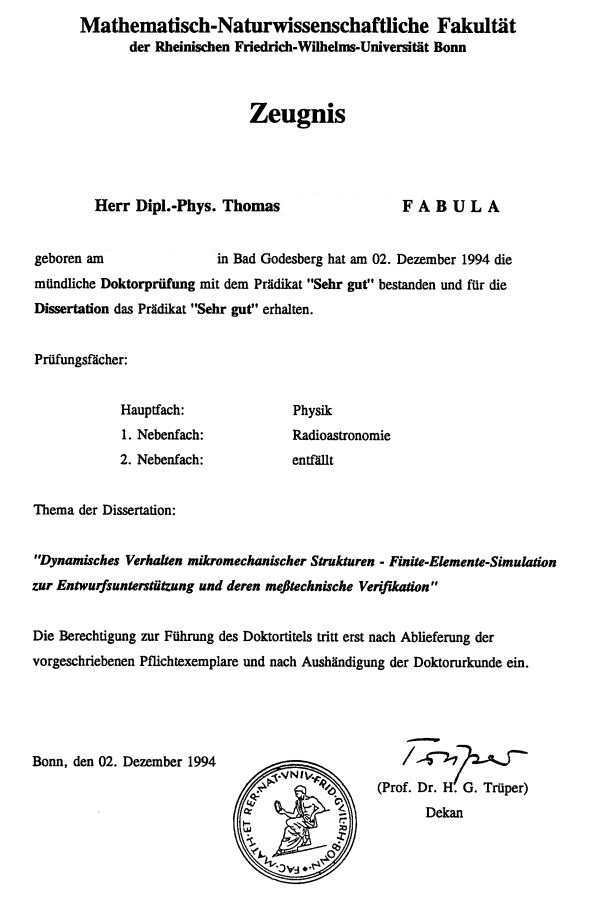 Mathematisch-Naturwissenschaftliche Fakultät
der Rheinischen Friedrich-Wilhelms-Universität Bonn
Zeugnis
Herr Dipl.-Phys. Thomas F A B U L A
geboren am in Bad Godesberg hat am 02. Dezember 1994 die
mündliche Doktorprüfung mit dem Prädikat "Sehr gut" bestanden und für die
Dissertation das Prädikat "Sehr gut" erhalten.
Prüfungsfächer:
Hauptfach: Physik
1. Nebenfach: Radioastronomie
2. Nebenfach: entfällt
Thema der Dissertation:
"Dynamisches Verhalten mikromechanischer Strukturen - Finite-Elemente-Simulation
zur Entwurfsunterstützung und deren meßtechnische Verifikation"
Die Berechtigung zur Führung des Doktortitels tritt erst nach Ablieferung der
vorgeschriebenen Pflichtexemplare und nach Aushändigung der Doktorurkunde ein.
Bonn, den 02. Dezember 1994
Trüper
(Prof. Dr. H. G. Trüper)
Dekan
FAC·MATH·ET RER·NAT·VNIV·FRID·GVIL·RH·BONN·